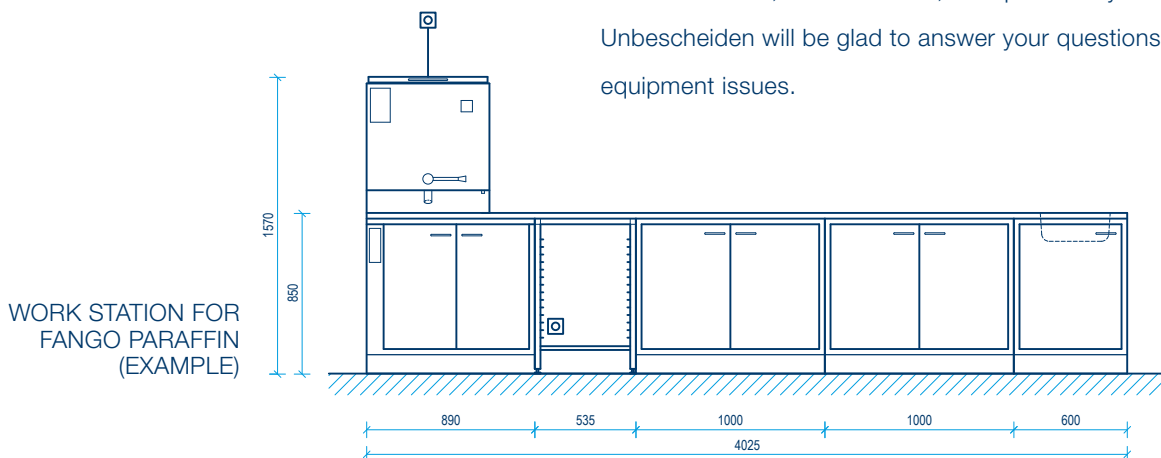 Unbescheiden will be glad to answer your questions
equipment issues.
1570
850
WORK STATION FOR
FANGO PARAFFIN
(EXAMPLE)
890
535
1000
1000
600
4025